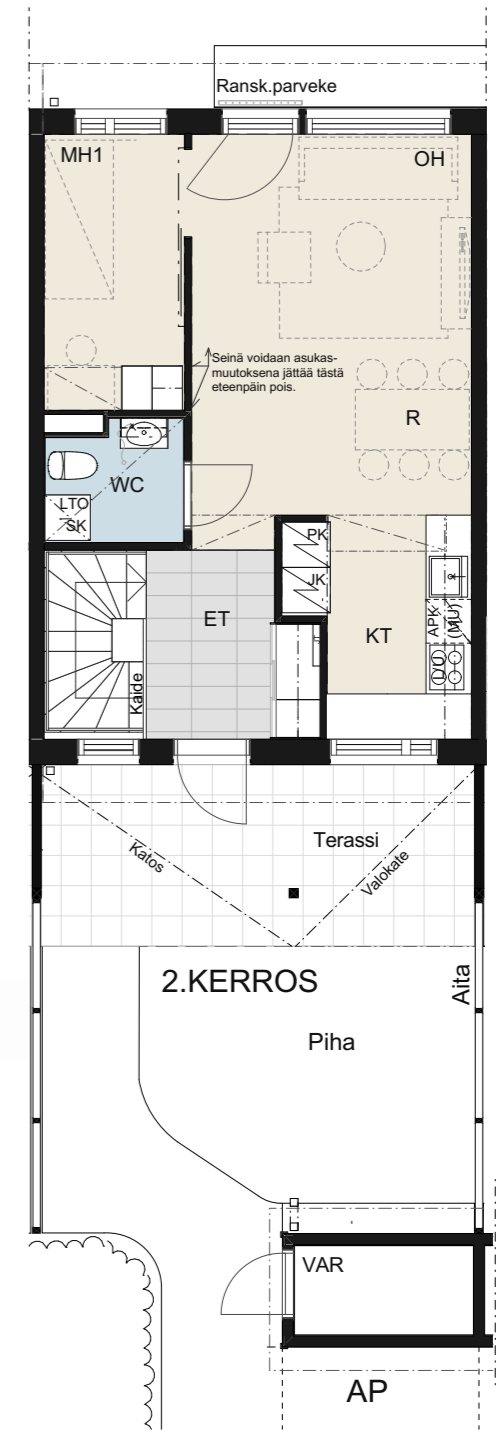 Ransk.parveke
MH1
OH
Seinä voidaan asukas-
muutoksena jättää tästä
eteenpäin pois.
R
WC
LTO
SK
PK
JK
ET
KT
APK
(MU)
L/U
Kaide
Terassi
Katos
Valokate
2.KERROS
Aita
Piha
VAR
AP